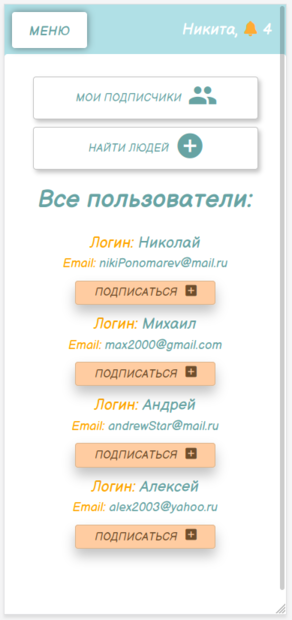 МЕНЮ
Никита, 4
МОИ ПОДПИСЧИКИ
НАЙТИ ЛЮДЕЙ
Все пользователи:
Логин: Николай
Email: nikiPonomarev@mail.ru
ПОДПИСАТЬСЯ
Логин: Михаил
Email: max2000@gmail.com
ПОДПИСАТЬСЯ
Логин: Андрей
Email: andrewStar@mail.ru
ПОДПИСАТЬСЯ
Логин: Алексей
Email: alex2003@yahoo.ru
ПОДПИСАТЬСЯ